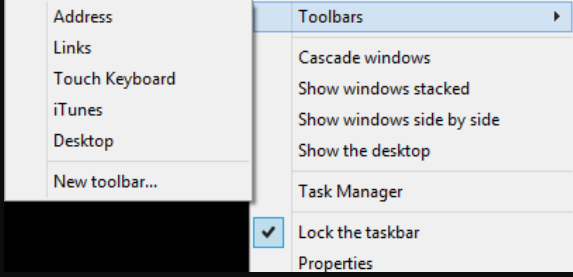 Address
Links
Touch Keyboard
iTunes
Desktop
New toolbar...
Toolbars
Cascade windows
Show windows stacked
Show windows side by side
Show the desktop
Task Manager
Lock the taskbar
Properties